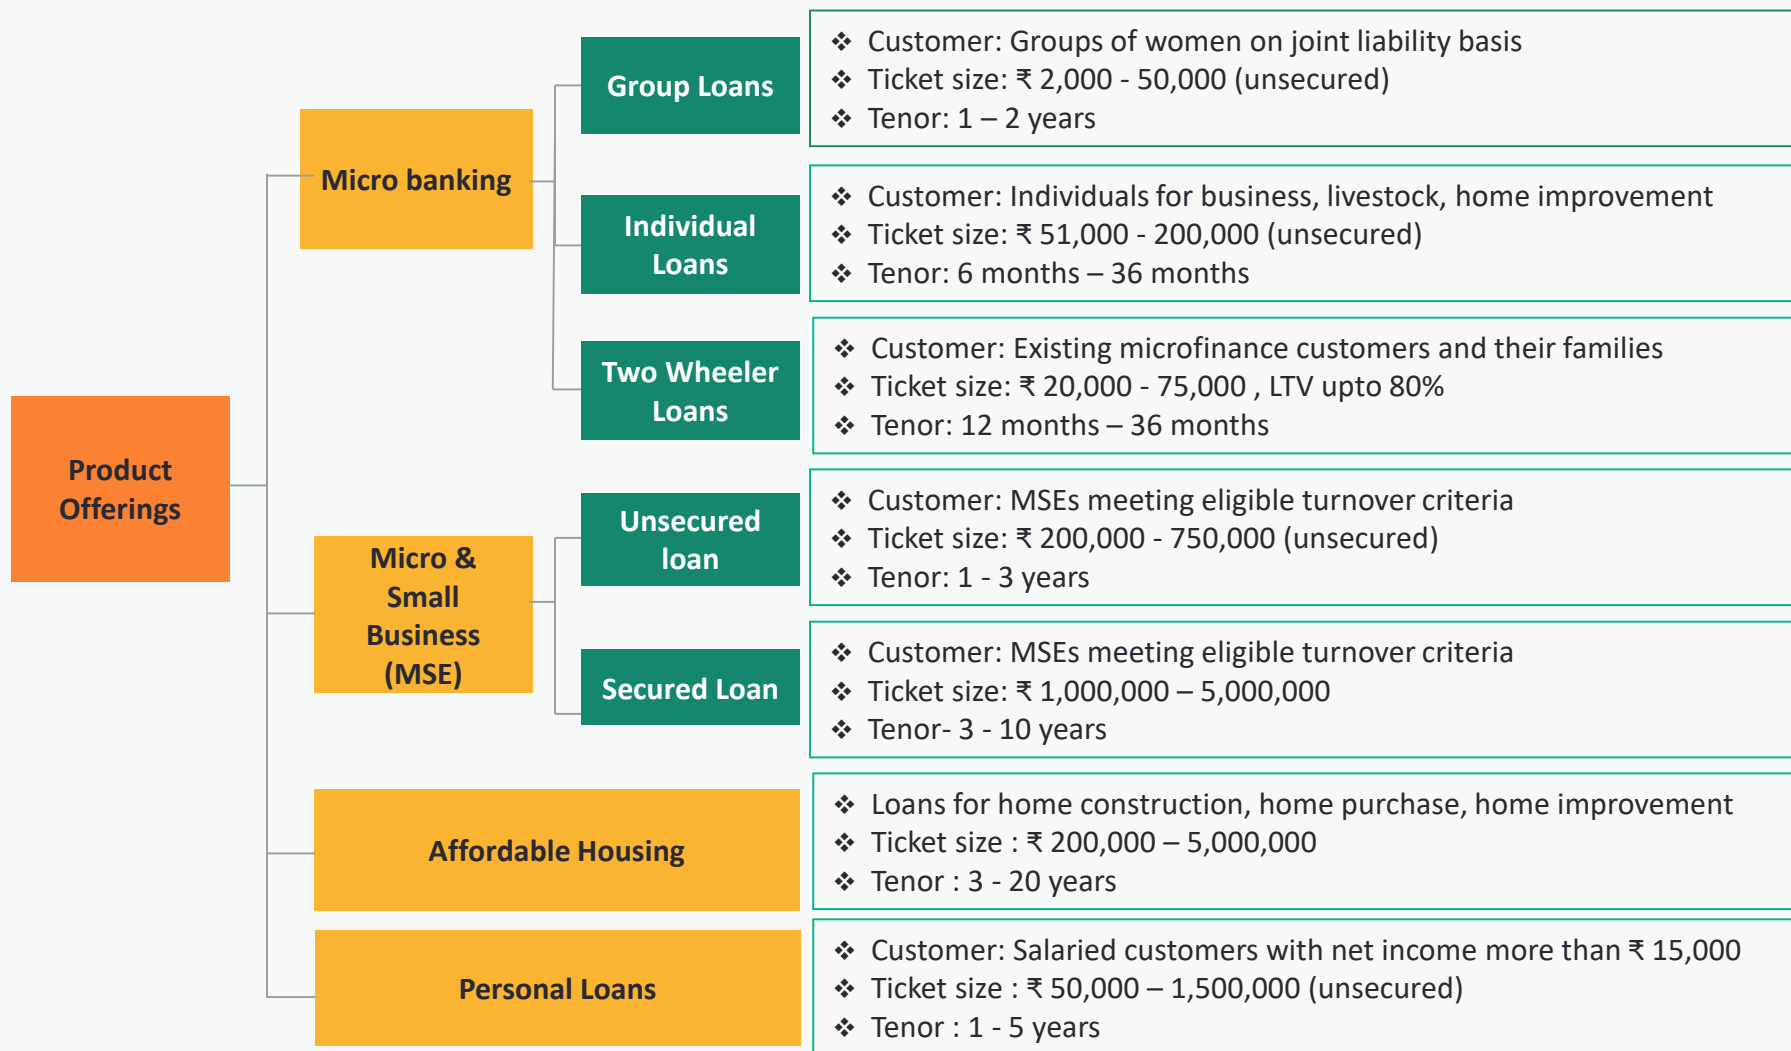 Product
Offerings
Micro banking
Group Loans
❖ Customer: Groups of women on joint liability basis
❖ Ticket size: ₹ 2,000 - 50,000 (unsecured)
❖ Tenor: 1 – 2 years
Individual
Loans
❖ Customer: Individuals for business, livestock, home improvement
❖ Ticket size: ₹ 51,000 - 200,000 (unsecured)
❖ Tenor: 6 months – 36 months
Two Wheeler
Loans
❖ Customer: Existing microfinance customers and their families
❖ Ticket size: ₹ 20,000 - 75,000 , LTV upto 80%
❖ Tenor: 12 months – 36 months
Micro &
Small
Business
(MSE)
Unsecured
loan
❖ Customer: MSEs meeting eligible turnover criteria
❖ Ticket size: ₹ 200,000 - 750,000 (unsecured)
❖ Tenor: 1 - 3 years
Secured Loan
❖ Customer: MSEs meeting eligible turnover criteria
❖ Ticket size: ₹ 1,000,000 – 5,000,000
❖ Tenor- 3 - 10 years
Affordable Housing
❖ Loans for home construction, home purchase, home improvement
❖ Ticket size : ₹ 200,000 – 5,000,000
❖ Tenor : 3 - 20 years
Personal Loans
❖ Customer: Salaried customers with net income more than ₹ 15,000
❖ Ticket size : ₹ 50,000 – 1,500,000 (unsecured)
❖ Tenor : 1 - 5 years